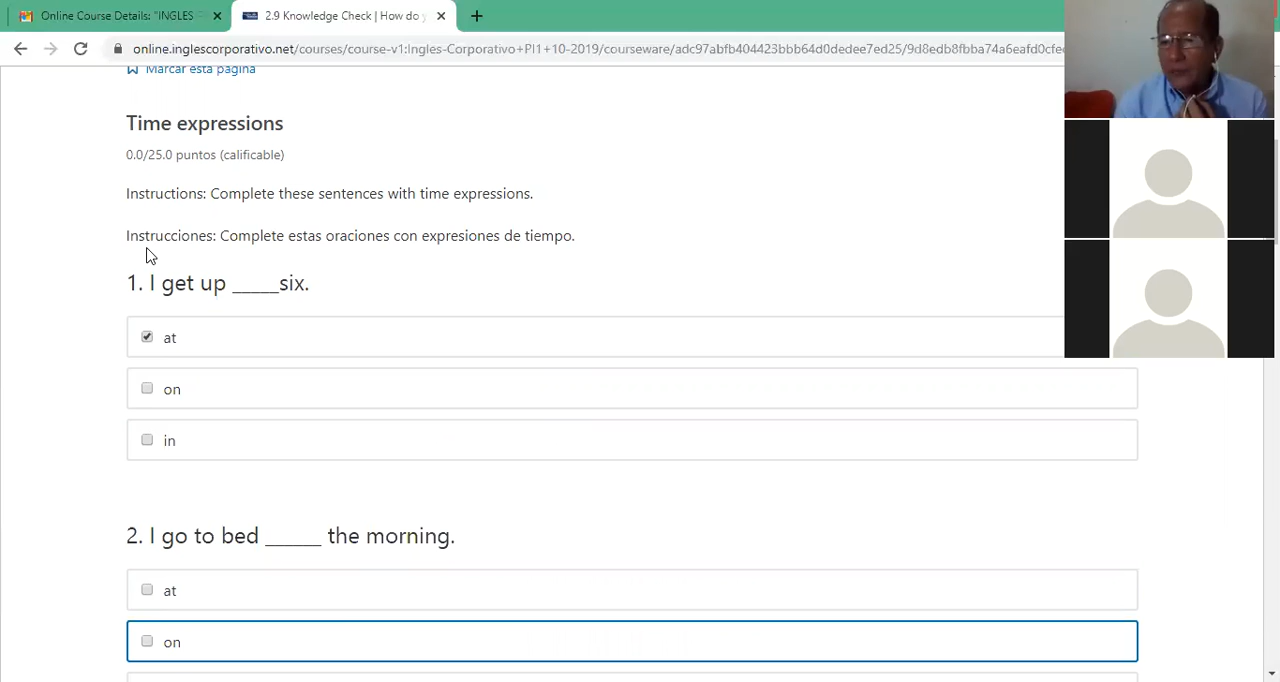 Online Course Details: "INGLES
2.9 Knowledge Check | How do
online.inglescorporativo.net/courses/course-v1:Ingles-Corporativo+PI1+10-2019/courseware/adc97abfb404423bbb64d0dedee7ed25/9d8edb8fbba74a6eafd0cfe
Marcar esta página
Time expressions
0.0/25.0 puntos (calificable)
Instructions: Complete these sentences with time expressions.
Instrucciones: Complete estas oraciones con expresiones de tiempo.
1. I get up _____six.
at
on
in
2. I go to bed ______ the morning.
at
on